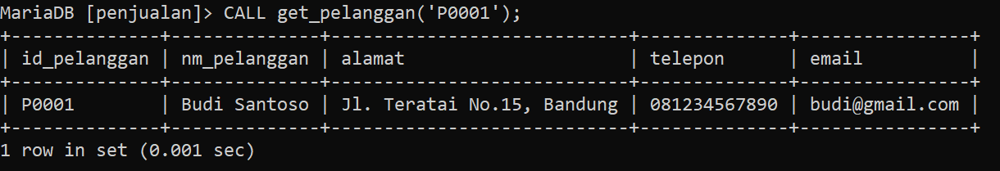 MariaDB [penjualan]> CALL get_pelanggan('P0001');
+--------------+--------------+----------------------------+--------------+----------------+
| id_pelanggan | nm_pelanggan | alamat                     | telepon      | email          |
+--------------+--------------+----------------------------+--------------+----------------+
| P0001        | Budi Santoso | Jl. Teratai No.15, Bandung | 081234567890 | budi@gmail.com |
+--------------+--------------+----------------------------+--------------+----------------+
1 row in set (0.001 sec)